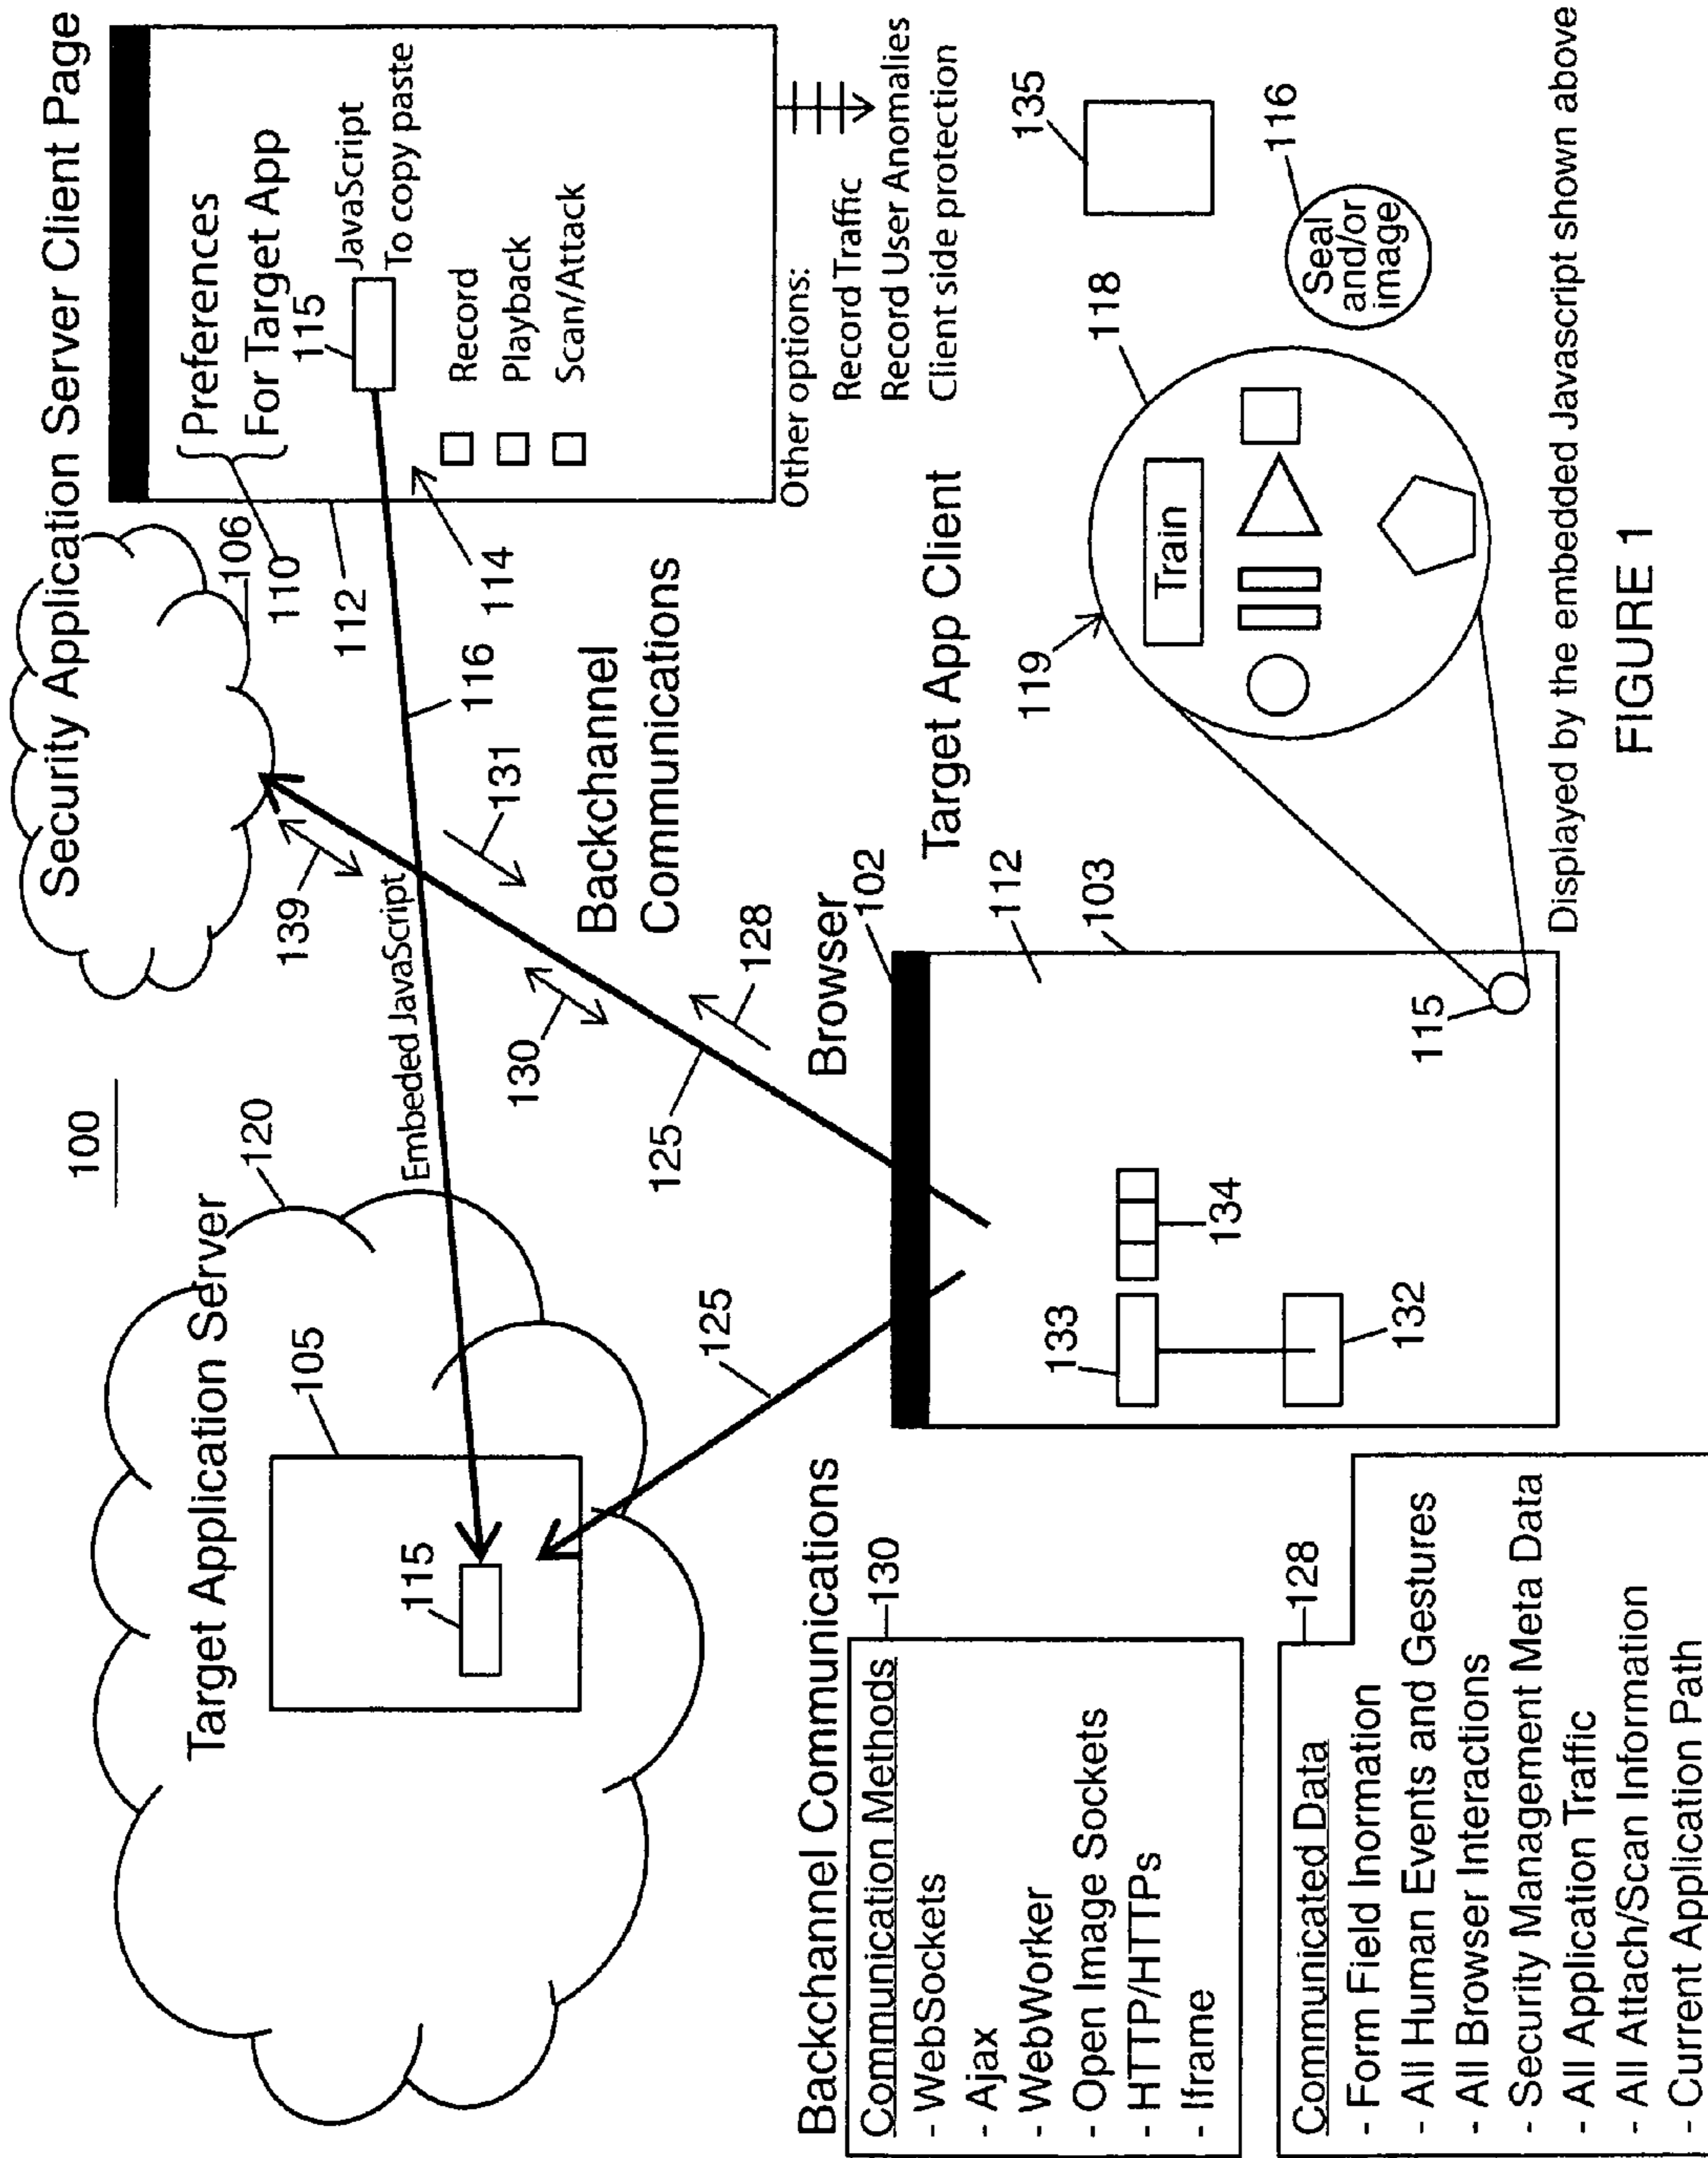 100
Security Application Server Client Page
Target Application Server
120
105
115
Embeded JavaScript
139
106
110
112
Preferences
For Target App
115
JavaScript
To copy paste
Record
Playback
Scan/Attack
114
116
131
Other options:
Record Traffic
Record User Anomalies
Client side protection
Backchannel
Communications
130
125
128
125
Browser
102
Target App Client
112
103
133
134
132
115
119
118
Train
135
116
Seal
and/or
image
Displayed by the embedded Javascript shown above
Backchannel Communications
130
Communication Methods
- WebSockets
- Ajax
- WebWorker
- Open Image Sockets
- HTTP/HTTPs
- Iframe
128
Communicated Data
- Form Field Inormation
- All Human Events and Gestures
- All Browser Interactions
- Security Management Meta Data
- All Application Traffic
- All Attach/Scan Information
- Current Application Path
FIGURE 1